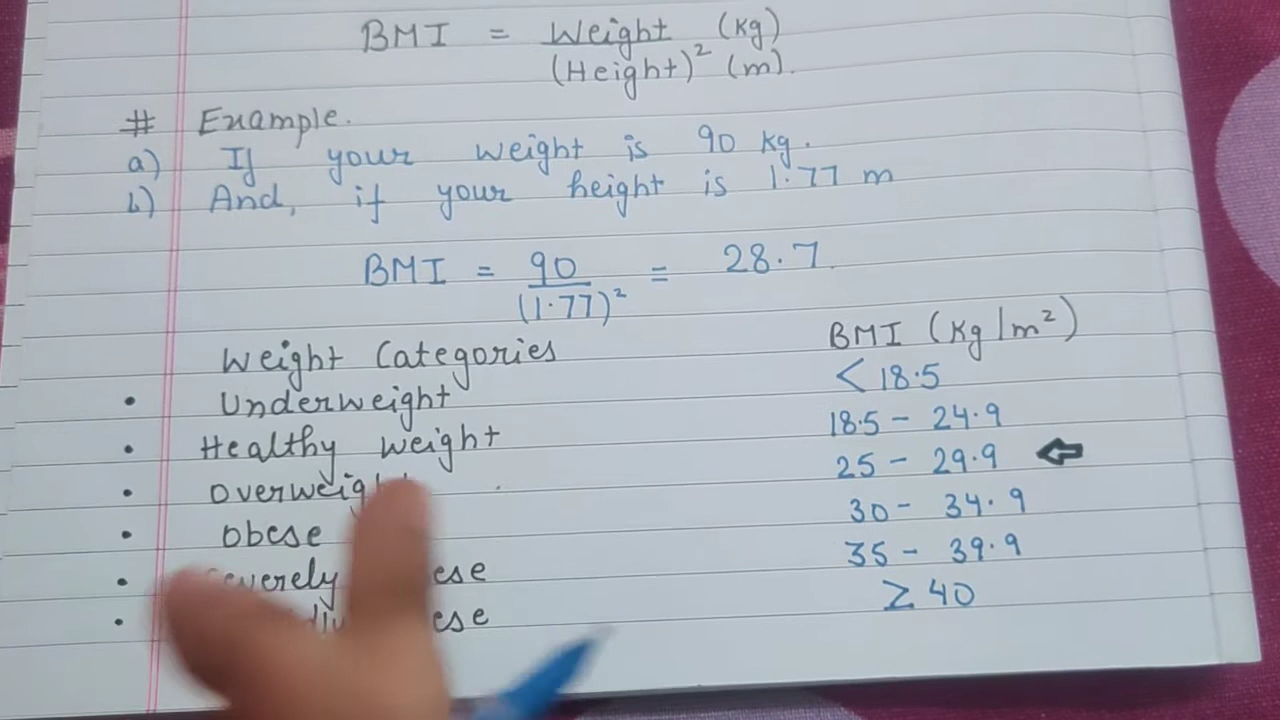 BMI = Weight (Kg)
(Height)² (m).
# Example.
a) If your weight is 90 kg.
b) And, if your height is 1.77 m
BMI = 90 = 28.7
(1.77)²
Weight Categories BMI (Kg/m²)
• Underweight < 18.5
• Healthy weight 18.5 - 24.9
• Overweight 25 - 29.9 ⇦
• Obese 30 - 34.9
• 35 - 39.9
• ≥ 40